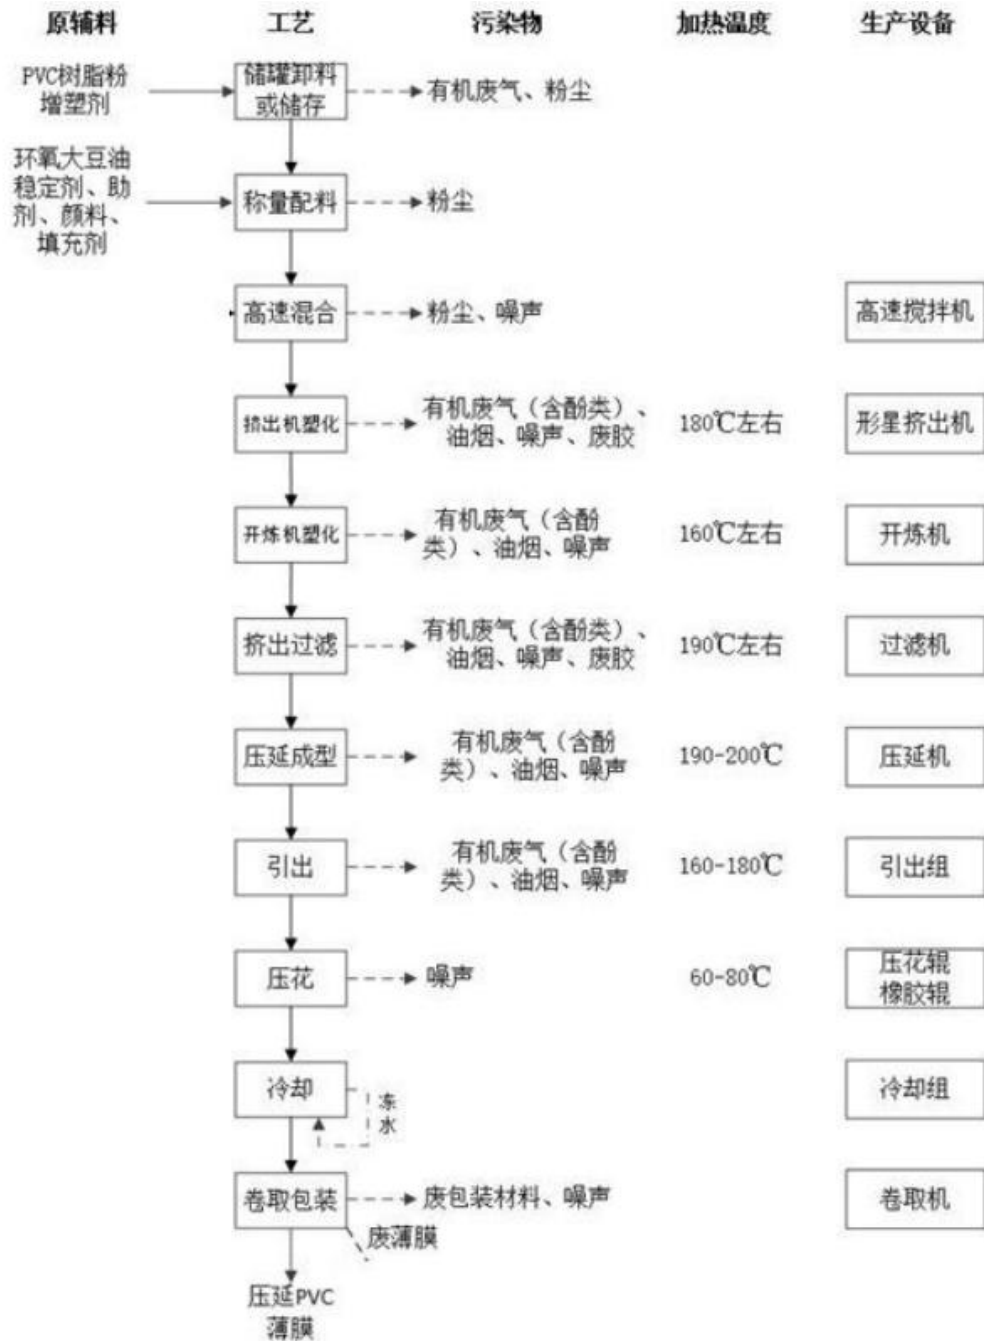 原辅料 工艺 污染物 加热温度 生产设备
PVC树脂粉
增塑剂
储罐卸料
或储存
有机废气、粉尘
环氧大豆油
稳定剂、助
剂、颜料、
填充剂
称量配料
粉尘
高速混合
粉尘、噪声
高速搅拌机
挤出机塑化
有机废气（含酚类）、
油烟、噪声、废胶
180℃左右
形星挤出机
开炼机塑化
有机废气（含酚
类）、油烟、噪声
160℃左右
开炼机
挤出过滤
有机废气（含酚类）、
油烟、噪声、废胶
190℃左右
过滤机
压延成型
有机废气（含酚
类）、油烟、噪声
190-200℃
压延机
引出
有机废气（含酚
类）、油烟、噪声
160-180℃
引出组
压花
噪声
60-80℃
压花辊
橡胶辊
冷却
冻
水
冷却组
卷取包装
废包装材料、噪声
卷取机
废薄膜
压延PVC
薄膜